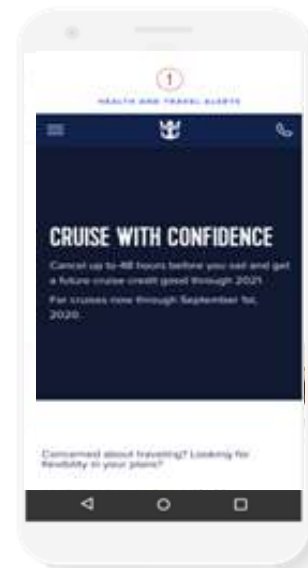 1
HEALTH AND TRAVEL ALERTS
CRUISE WITH CONFIDENCE
Cancel up to 48 hours before you sail and get
a future cruise credit good through 2021.
For cruises now through September 1st,
2020.
Concerned about traveling? Looking for
flexibility in your plans?